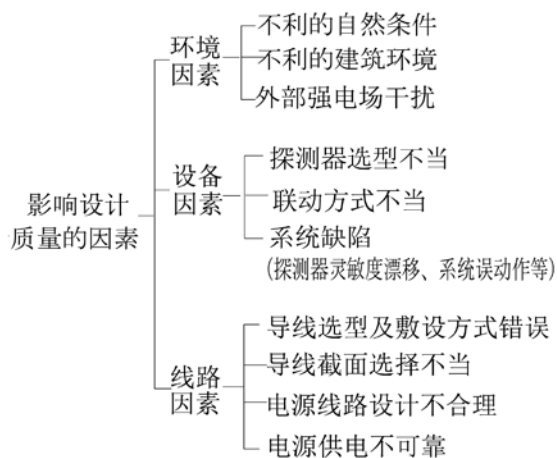 影响设计
质量的因素
环境
因素
不利的自然条件
不利的建筑环境
外部强电场干扰
设备
因素
探测器选型不当
联动方式不当
系统缺陷
(探测器灵敏度漂移、系统误动作等)
线路
因素
导线选型及敷设方式错误
导线截面选择不当
电源线路设计不合理
电源供电不可靠